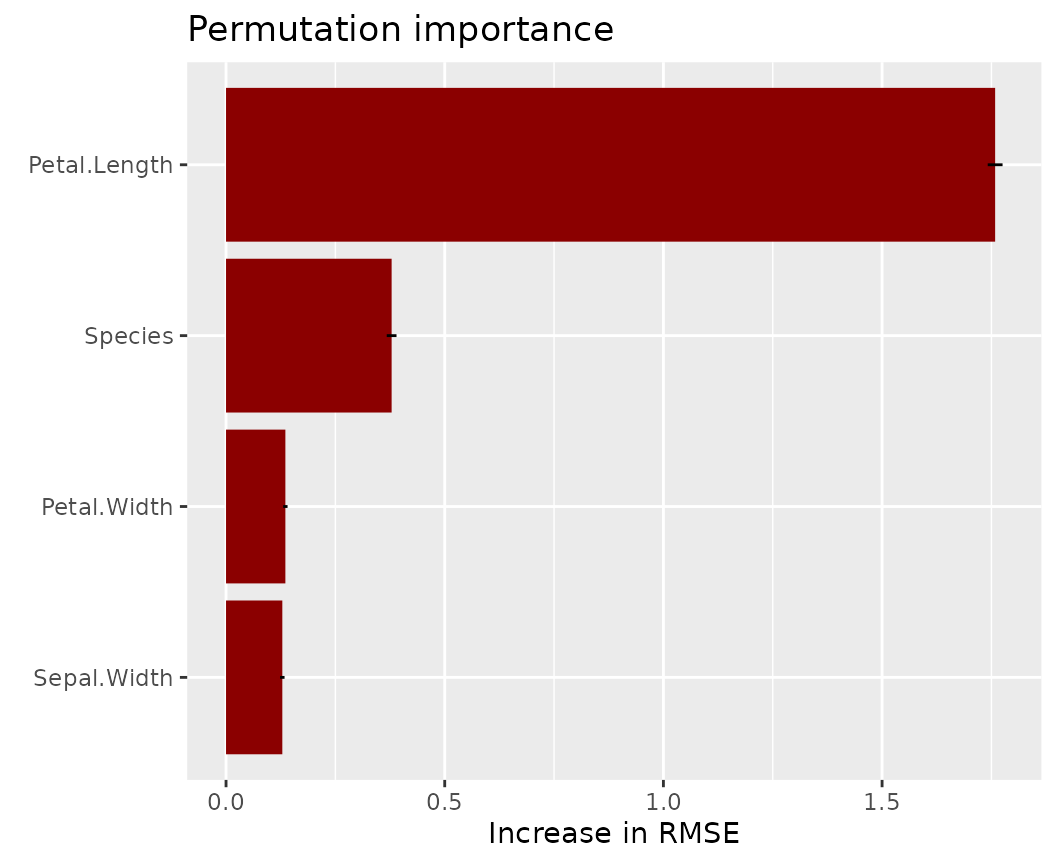 Permutation importance
Petal.Length
Species
Petal.Width
Sepal.Width
0.0 0.5 1.0 1.5
Increase in RMSE